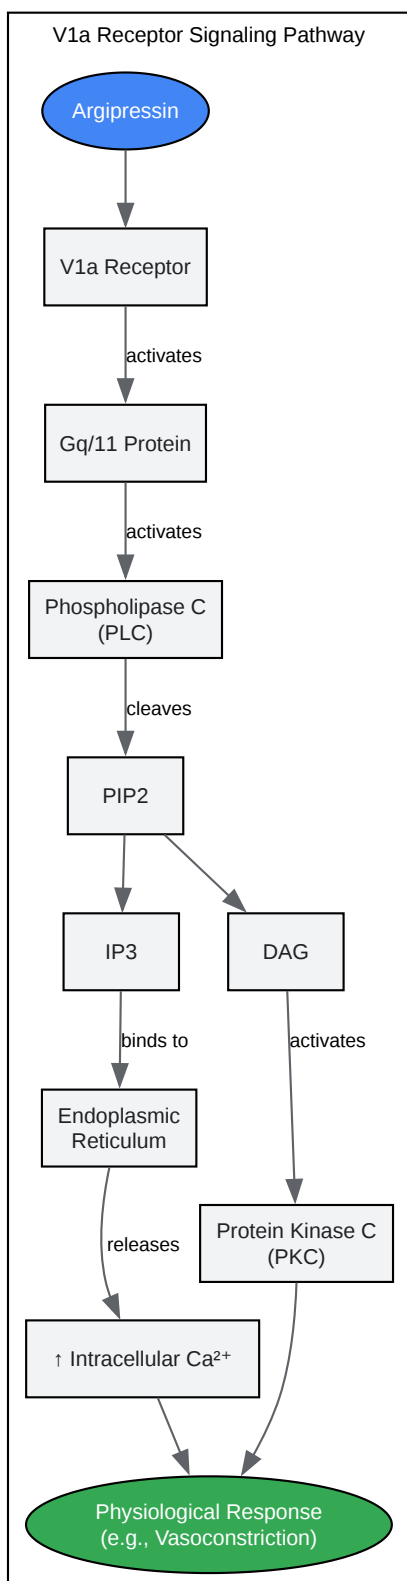 V1a Receptor Signaling Pathway
Argipressin
V1a Receptor
activates
Gq/11 Protein
activates
Phospholipase C
(PLC)
cleaves
PIP2
IP3
DAG
binds to
activates
Endoplasmic
Reticulum
releases
Protein Kinase C
(PKC)
↑ Intracellular Ca²⁺
Physiological Response
(e.g., Vasoconstriction)